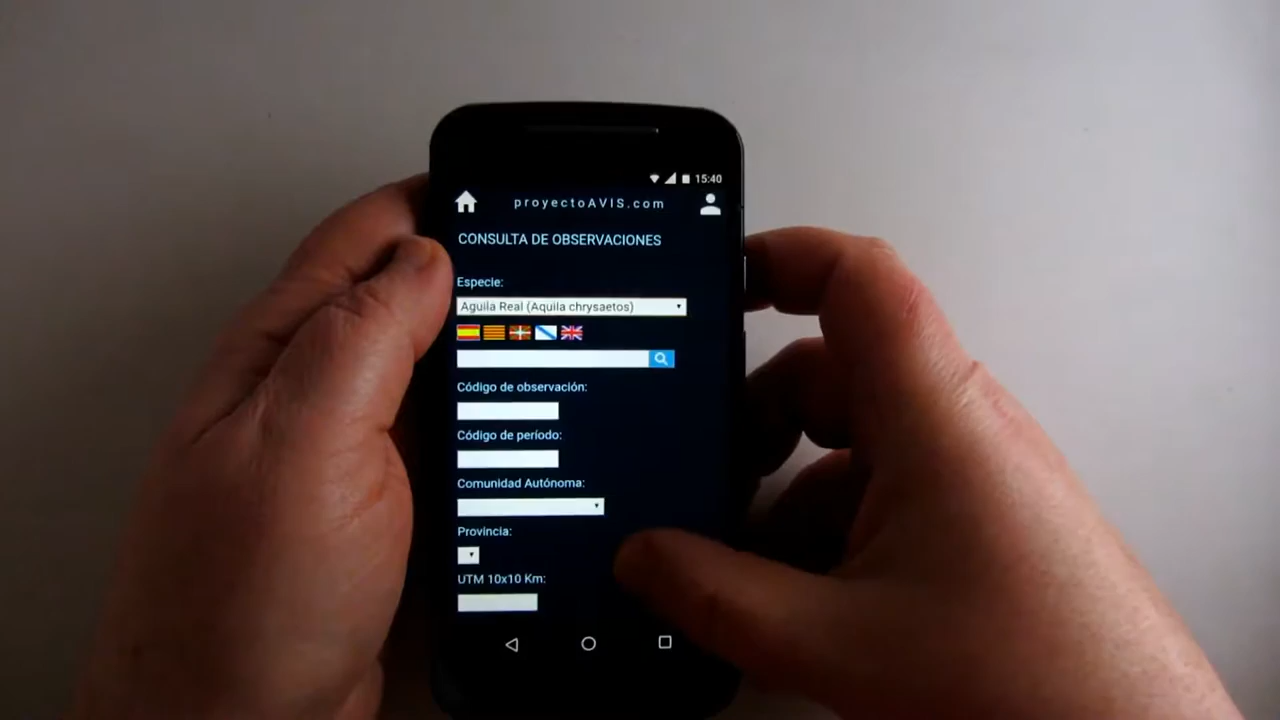 15:40
proyectoAVIS.com
CONSULTA DE OBSERVACIONES
Especie:
Aguila Real (Aquila chrysaetos)
Código de observación:
Código de período:
Comunidad Autónoma:
Província:
UTM 10x10 Km: